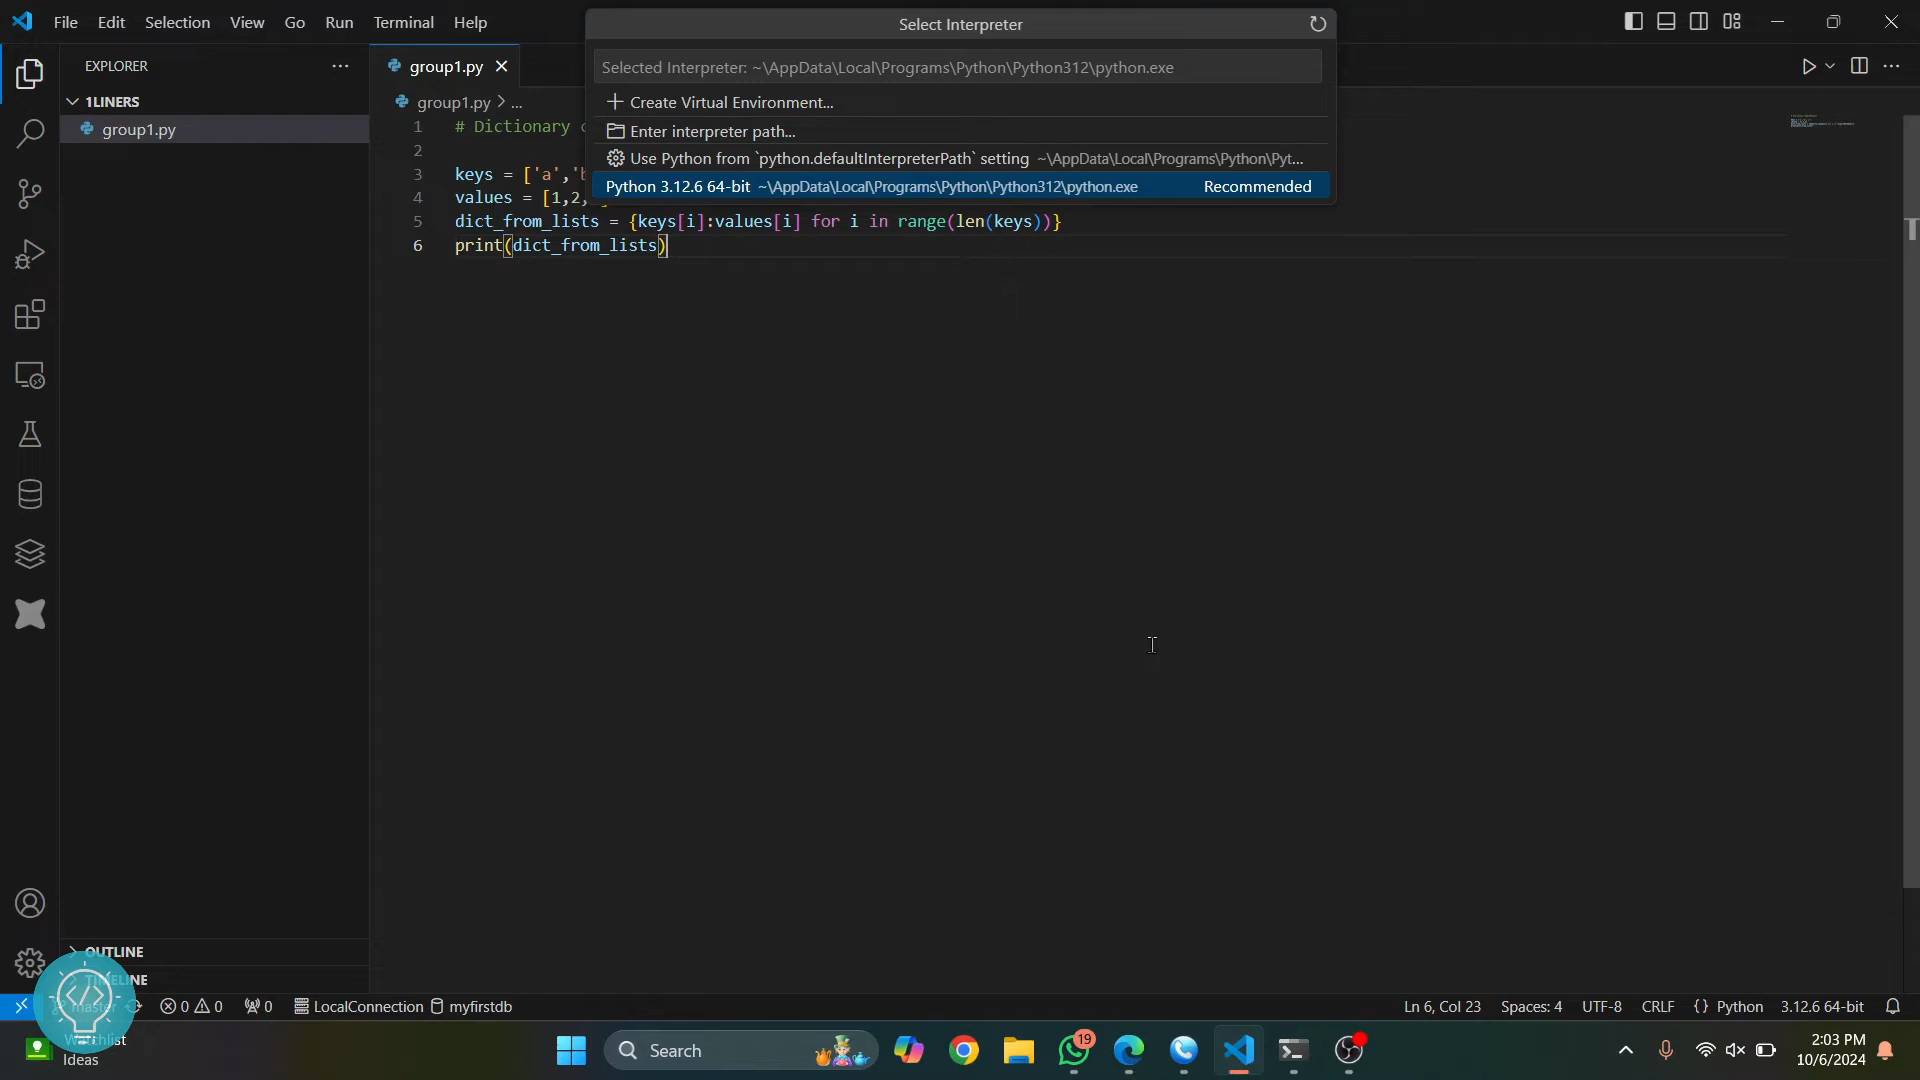 File Edit Selection View Go Run Terminal Help
Select Interpreter
EXPLORER
group1.py
Selected Interpreter: ~\AppData\Local\Programs\Python\Python312\python.exe
1LINERS
group1.py > ...
Create Virtual Environment...
group1.py
1 # Dictionary
Enter interpreter path...
2
Use Python from `python.defaultInterpreterPath` setting ~\AppData\Local\Programs\Python\Pyt...
3 keys = ['a','b
Python 3.12.6 64-bit ~\AppData\Local\Programs\Python\Python312\python.exe Recommended
4 values = [1,2,
5 dict_from_lists = {keys[i]:values[i] for i in range(len(keys))}
6 print(dict_from_lists)
OUTLINE
TIMELINE
master
0 0 0 LocalConnection myfirstdb
Ln 6, Col 23 Spaces: 4 UTF-8 CRLF {} Python 3.12.6 64-bit
Watchlist
Ideas
Search
19
2:03 PM
10/6/2024